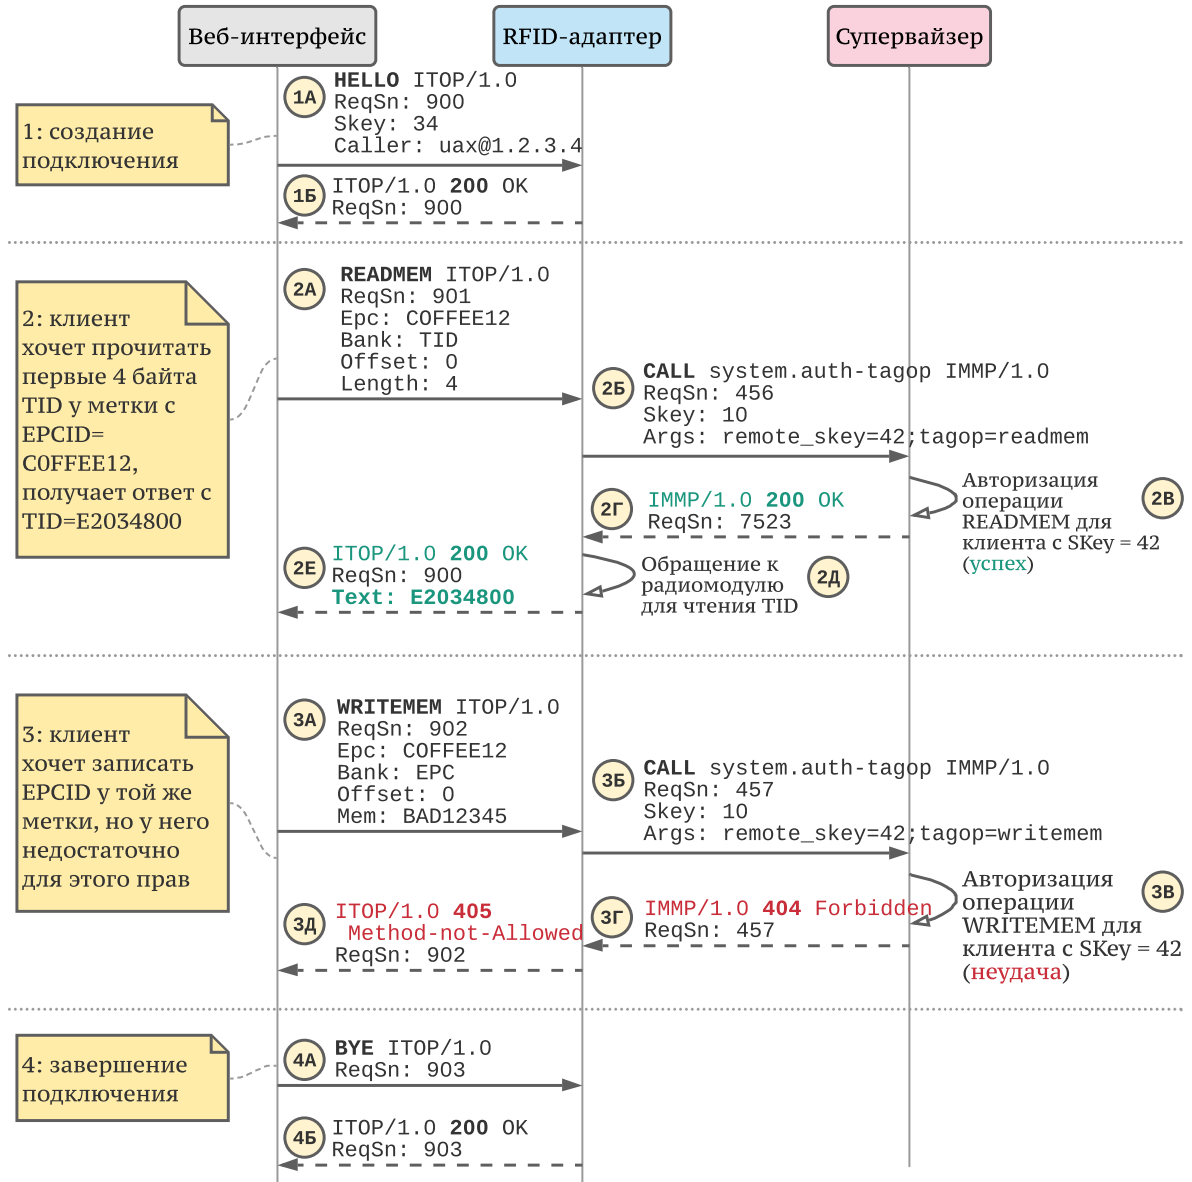 Веб-интерфейс
RFID-адаптер
Супервайзер
1: создание
подключения
1А
HELLO ITOP/1.0
ReqSn: 900
Skey: 34
Caller: uax@1.2.3.4
1Б
ITOP/1.0 200 OK
ReqSn: 900
2: клиент
хочет прочитать
первые 4 байта
TID у метки с
EPCID=
C0FFEE12,
получает ответ с
TID=E2034800
2А
READMEM ITOP/1.0
ReqSn: 901
Epc: C0FFEE12
Bank: TID
Offset: 0
Length: 4
2Б
CALL system.auth-tagop IMMP/1.0
ReqSn: 456
Skey: 10
Args: remote_skey=42;tagop=readmem
Авторизация
операции
READMEM для
клиента с SKey = 42
(успех)
2В
2Г
IMMP/1.0 200 OK
ReqSn: 7523
Обращение к
радиомодулю
для чтения TID
2Д
2Е
ITOP/1.0 200 OK
ReqSn: 900
Text: E2034800
3: клиент
хочет записать
EPCID у той же
метки, но у него
недостаточно
для этого прав
3А
WRITEMEM ITOP/1.0
ReqSn: 902
Epc: C0FFEE12
Bank: EPC
Offset: 0
Mem: BAD12345
3Б
CALL system.auth-tagop IMMP/1.0
ReqSn: 457
Skey: 10
Args: remote_skey=42;tagop=writemem
Авторизация
операции
WRITEMEM для
клиента с SKey = 42
(неудача)
3В
3Г
IMMP/1.0 404 Forbidden
ReqSn: 457
3Д
ITOP/1.0 405
Method-not-Allowed
ReqSn: 902
4: завершение
подключения
4А
BYE ITOP/1.0
ReqSn: 903
4Б
ITOP/1.0 200 OK
ReqSn: 903